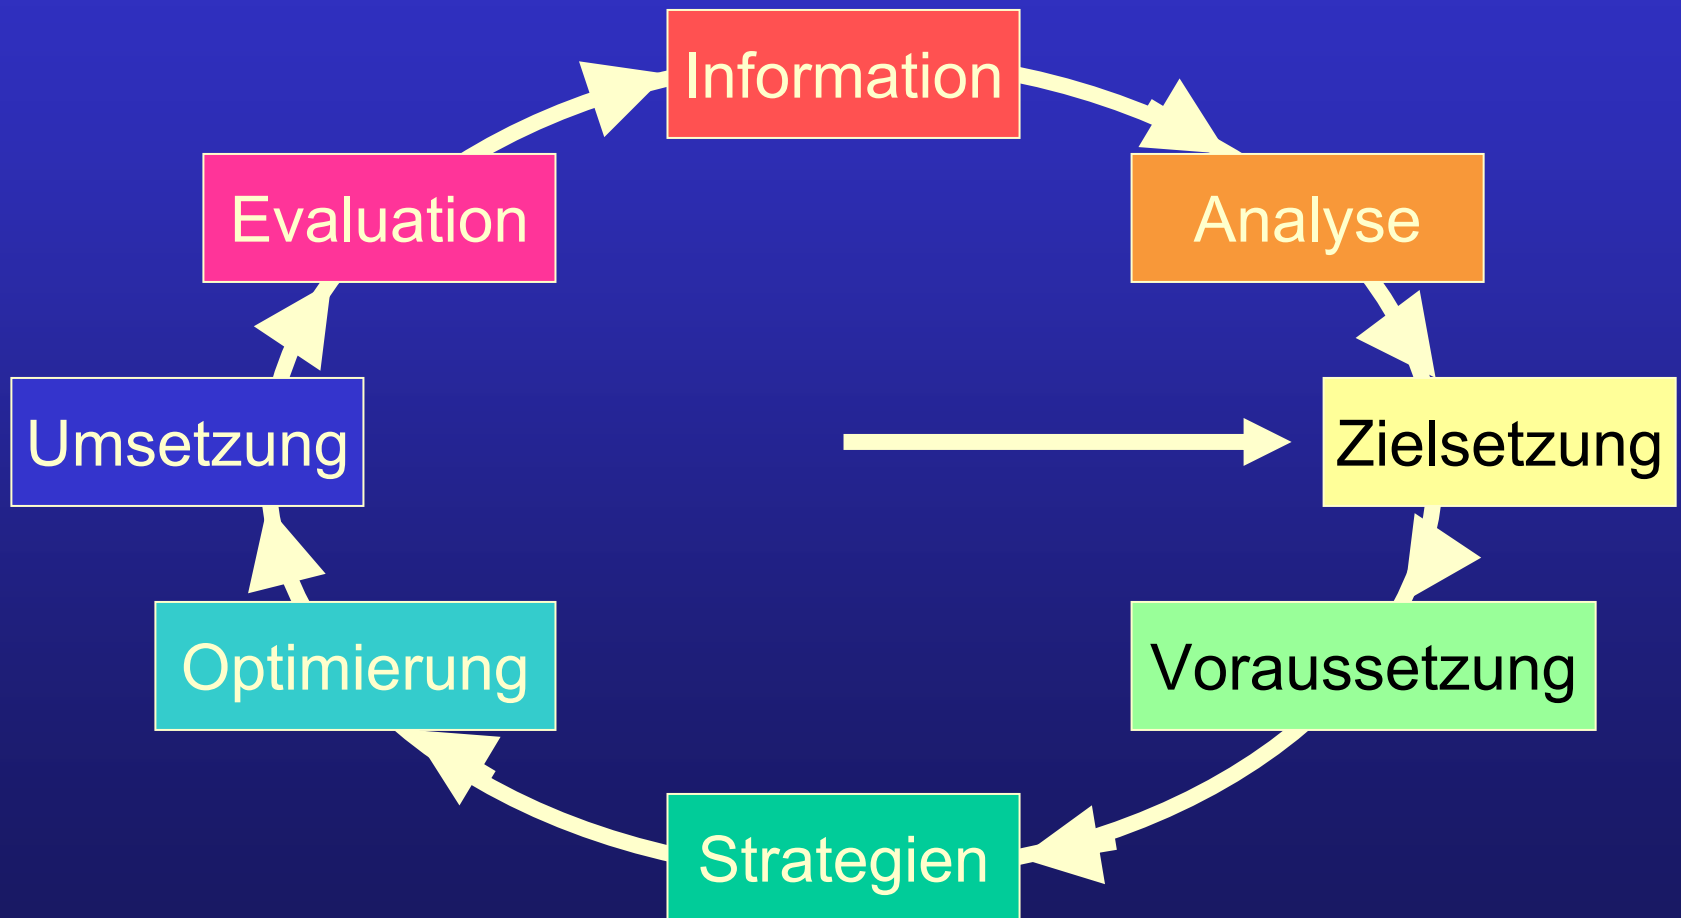 Information
Evaluation
Analyse
Umsetzung
Zielsetzung
Optimierung
Voraussetzung
Strategien